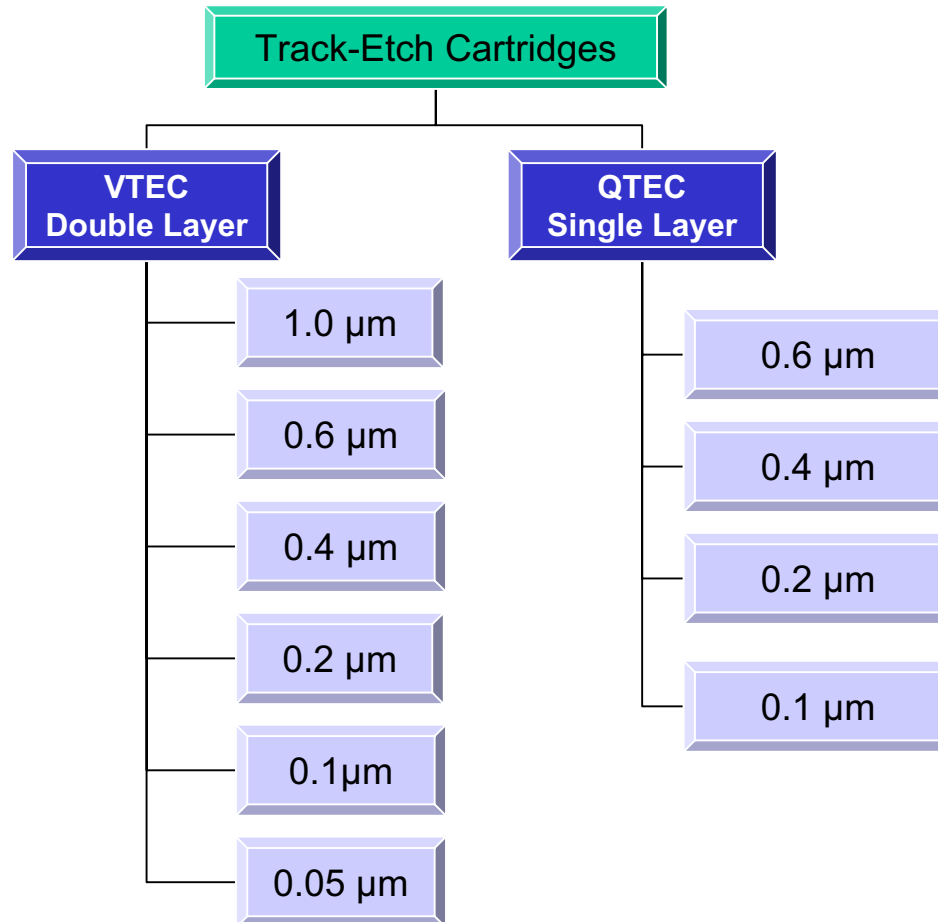 Track-Etch Cartridges
VTEC
Double Layer
1.0 µm
0.6 µm
0.4 µm
0.2 µm
0.1µm
0.05 µm
QTEC
Single Layer
0.6 µm
0.4 µm
0.2 µm
0.1 µm